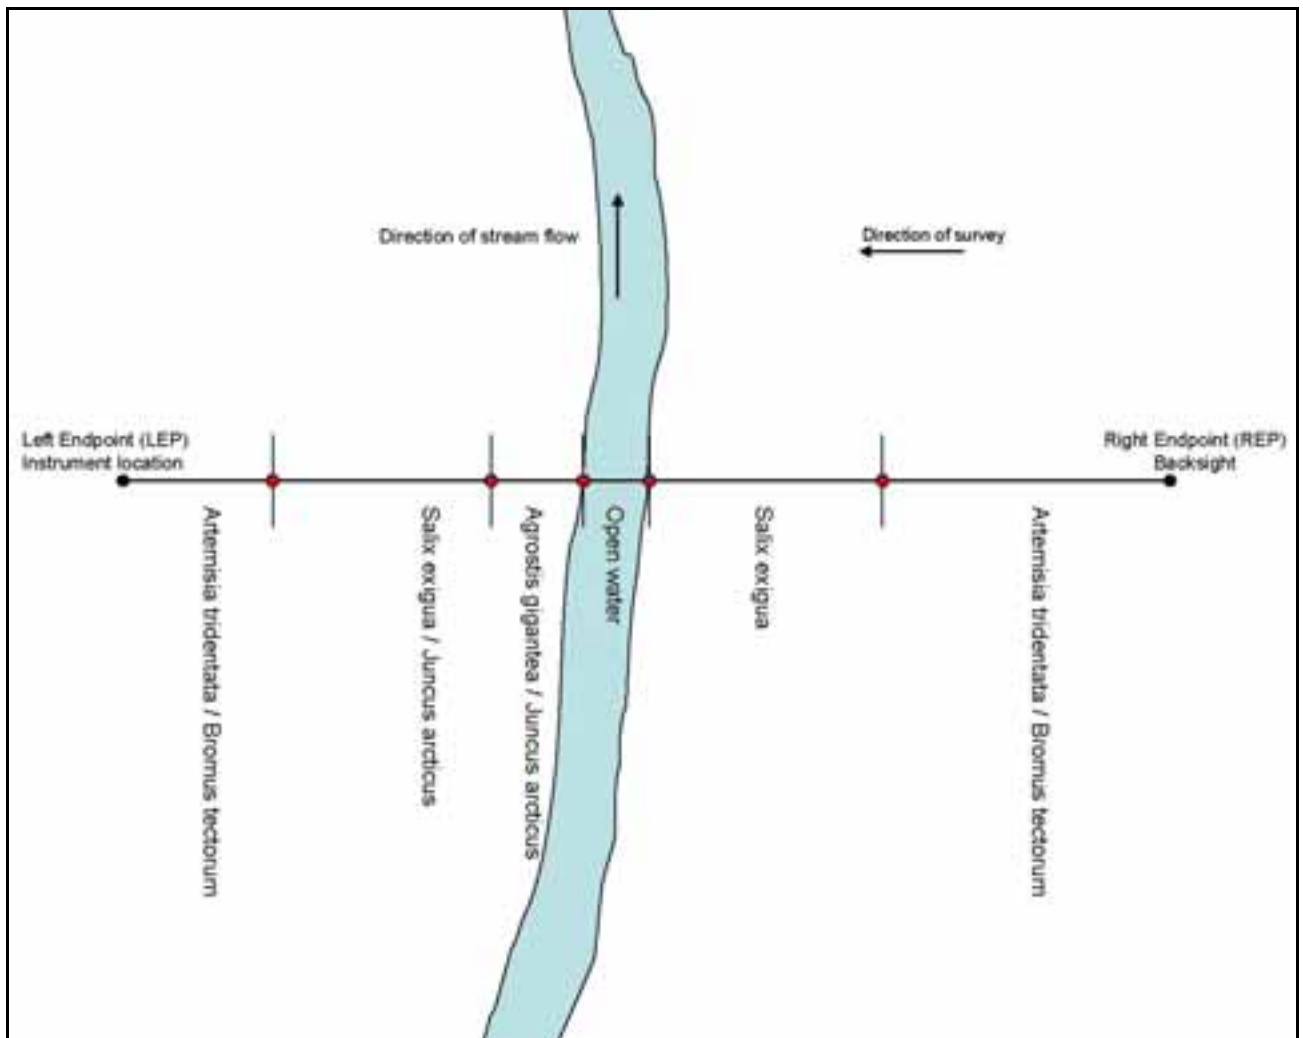 Direction of stream flow
Direction of survey
Left Endpoint (LEP)
Instrument location
Right Endpoint (REP)
Backsight
Artemisia tridentata / Bromus tectorum
Salix exigua / Juncus arcticus
Agrostis gigantea / Juncus arcticus
Open water
Salix exigua
Artemisia tridentata / Bromus tectorum